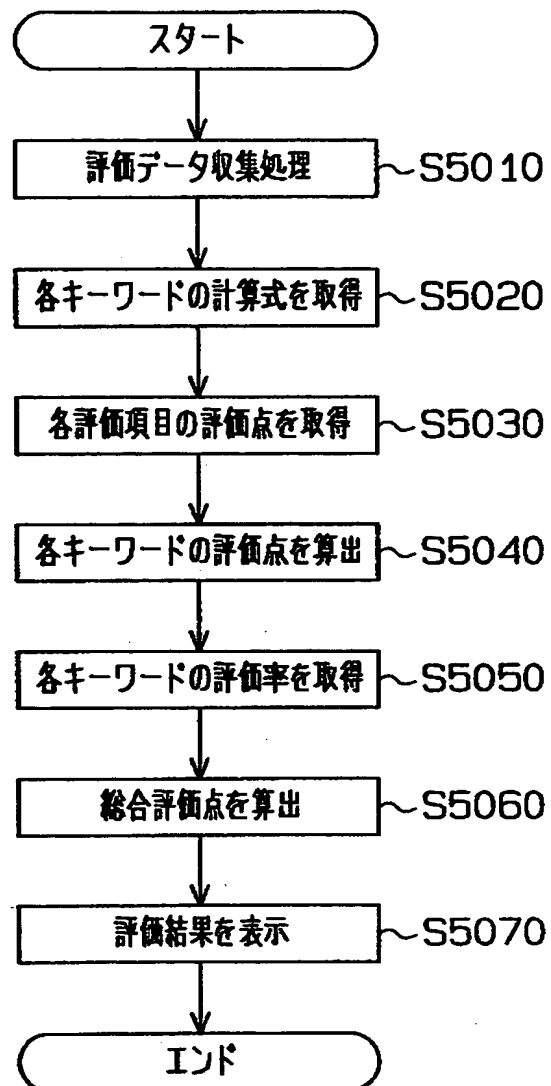 スタート
評価データ収集処理 ～S5010
各キーワードの計算式を取得 ～S5020
各評価項目の評価点を取得 ～S5030
各キーワードの評価点を算出 ～S5040
各キーワードの評価率を取得 ～S5050
総合評価点を算出 ～S5060
評価結果を表示 ～S5070
エンド